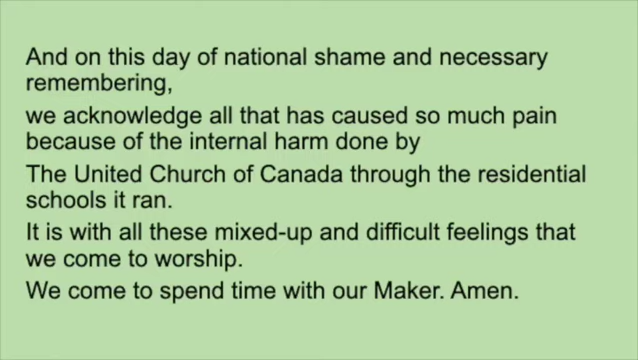 And on this day of national shame and necessary
remembering,
we acknowledge all that has caused so much pain
because of the internal harm done by
The United Church of Canada through the residential
schools it ran.
It is with all these mixed-up and difficult feelings that
we come to worship.
We come to spend time with our Maker. Amen.